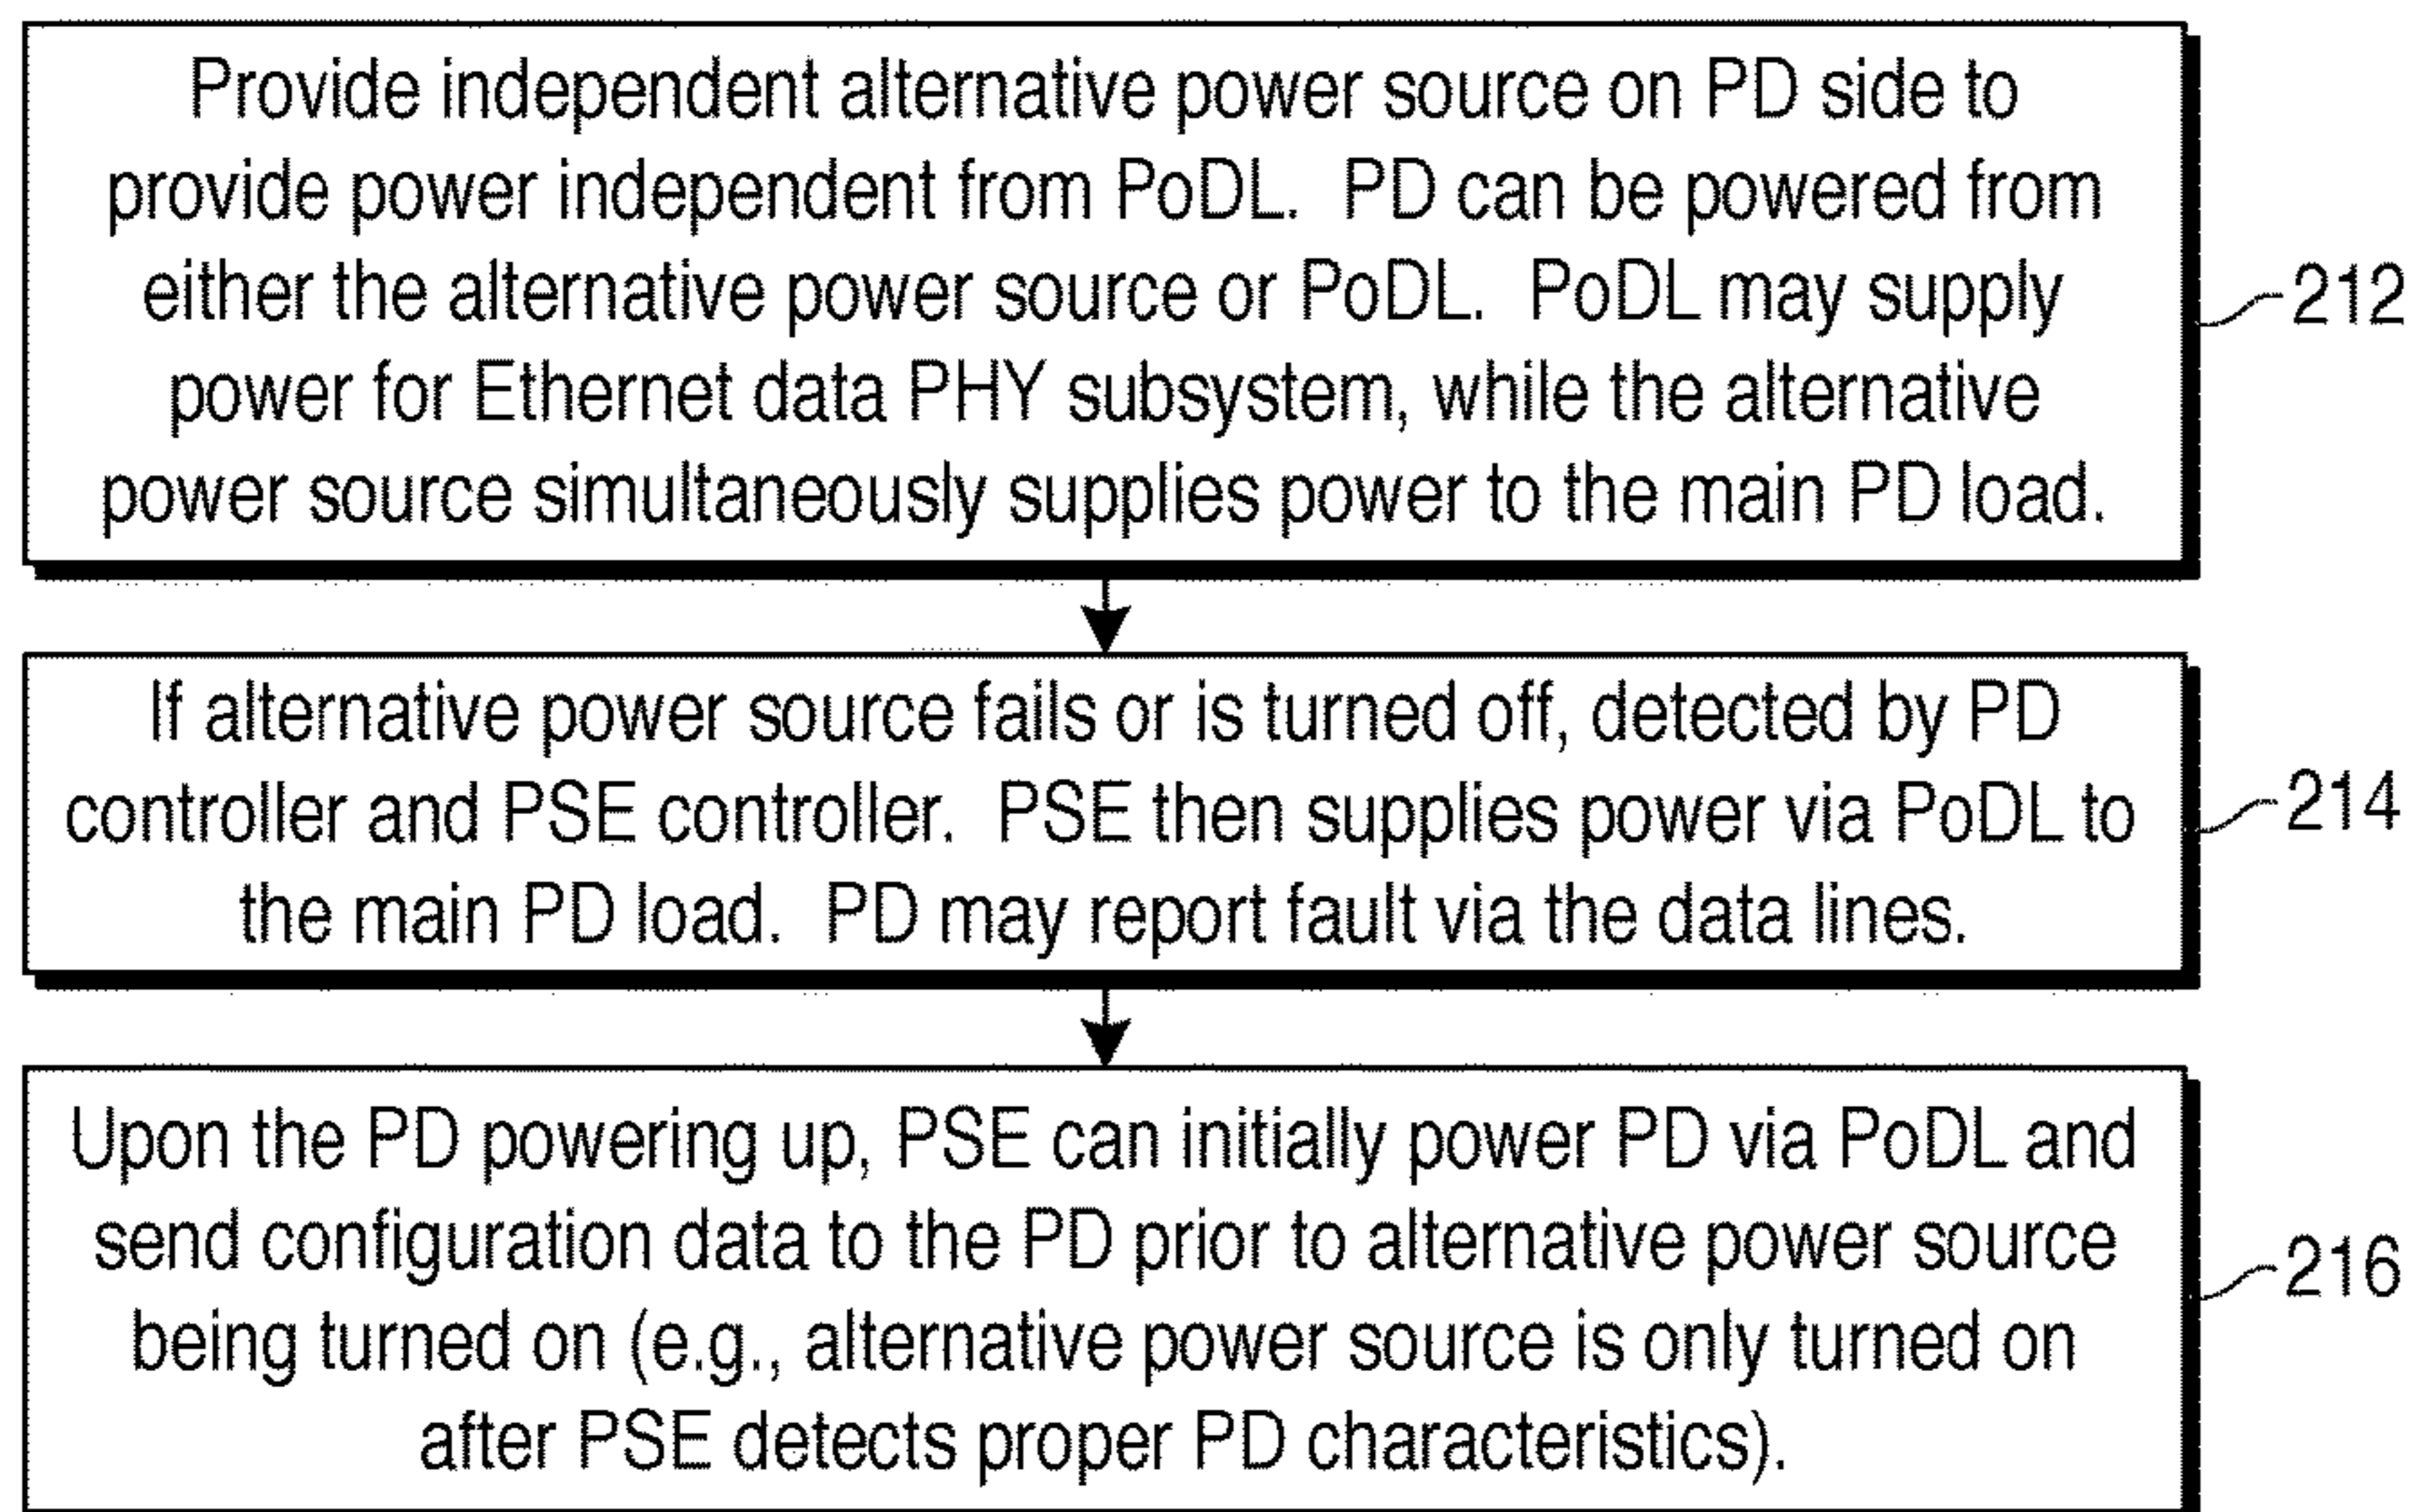 Provide independent alternative power source on PD side to
provide power independent from PoDL. PD can be powered from
either the alternative power source or PoDL. PoDL may supply
power for Ethernet data PHY subsystem, while the alternative
power source simultaneously supplies power to the main PD load.
212
If alternative power source fails or is turned off, detected by PD
controller and PSE controller. PSE then supplies power via PoDL to
the main PD load. PD may report fault via the data lines.
214
Upon the PD powering up, PSE can initially power PD via PoDL and
send configuration data to the PD prior to alternative power source
being turned on (e.g., alternative power source is only turned on
after PSE detects proper PD characteristics).
216